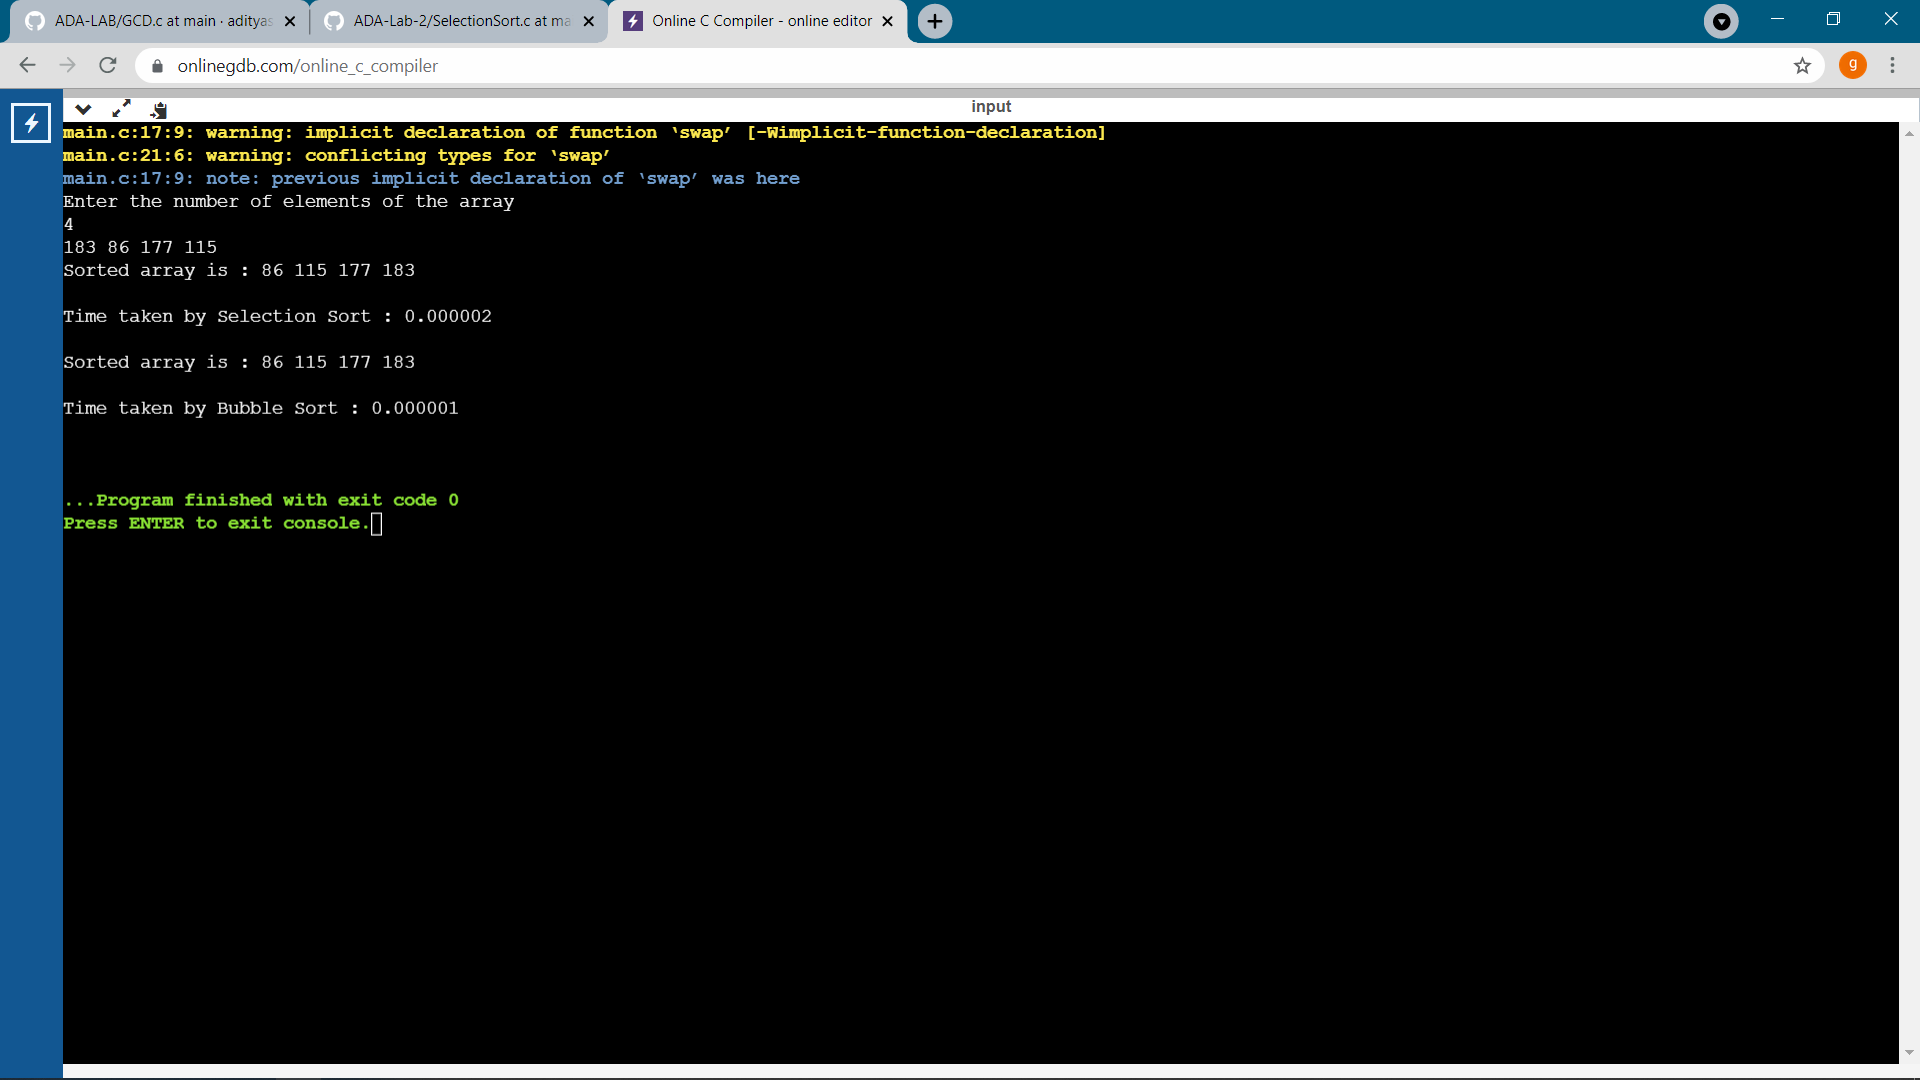 ADA-LAB/GCD.c at main · adityas
ADA-Lab-2/SelectionSort.c at ma
Online C Compiler - online editor
onlinegdb.com/online_c_compiler
g
input
main.c:17:9: warning: implicit declaration of function ‘swap’ [-Wimplicit-function-declaration]
main.c:21:6: warning: conflicting types for ‘swap’
main.c:17:9: note: previous implicit declaration of ‘swap’ was here
Enter the number of elements of the array
4
183 86 177 115
Sorted array is : 86 115 177 183
Time taken by Selection Sort : 0.000002
Sorted array is : 86 115 177 183
Time taken by Bubble Sort : 0.000001
...Program finished with exit code 0
Press ENTER to exit console.